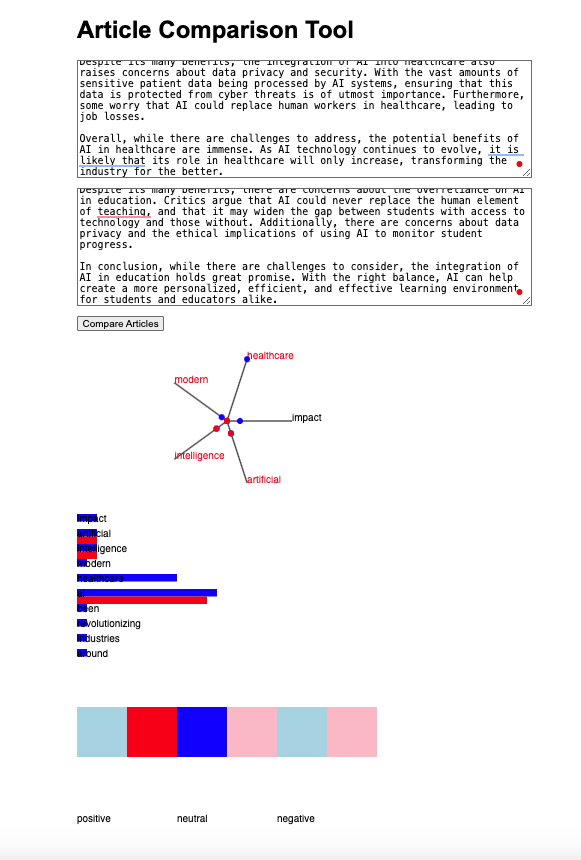 Article Comparison Tool
Despite its many benefits, the integration of AI into healthcare also
raises concerns about data privacy and security. With the vast amounts of
sensitive patient data being processed by AI systems, ensuring that this
data is protected from cyber threats is of utmost importance. Furthermore,
some worry that AI could replace human workers in healthcare, leading to
job losses.
Overall, while there are challenges to address, the potential benefits of
AI in healthcare are immense. As AI technology continues to evolve, it is
likely that its role in healthcare will only increase, transforming the
industry for the better.
Despite its many benefits, there are concerns about the overreliance on AI
in education. Critics argue that AI could never replace the human element
of teaching, and that it may widen the gap between students with access to
technology and those without. Additionally, there are concerns about data
privacy and the ethical implications of using AI to monitor student
progress.
In conclusion, while there are challenges to consider, the integration of
AI in education holds great promise. With the right balance, AI can help
create a more personalized, efficient, and effective learning environment
for students and educators alike.
Compare Articles
healthcare
modern
impact
intelligence
artificial
impact
artificial
intelligence
modern
healthcare
ai
been
revolutionizing
industries
around
positive
neutral
negative